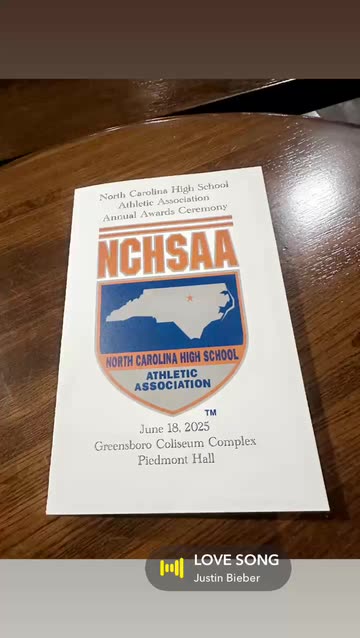 North Carolina High School
Athletic Association
Annual Awards Ceremony
NCHSAA
NORTH CAROLINA HIGH SCHOOL
ATHLETIC
ASSOCIATION
TM
June 18, 2025
Greensboro Coliseum Complex
Piedmont Hall
LOVE SONG
Justin Bieber